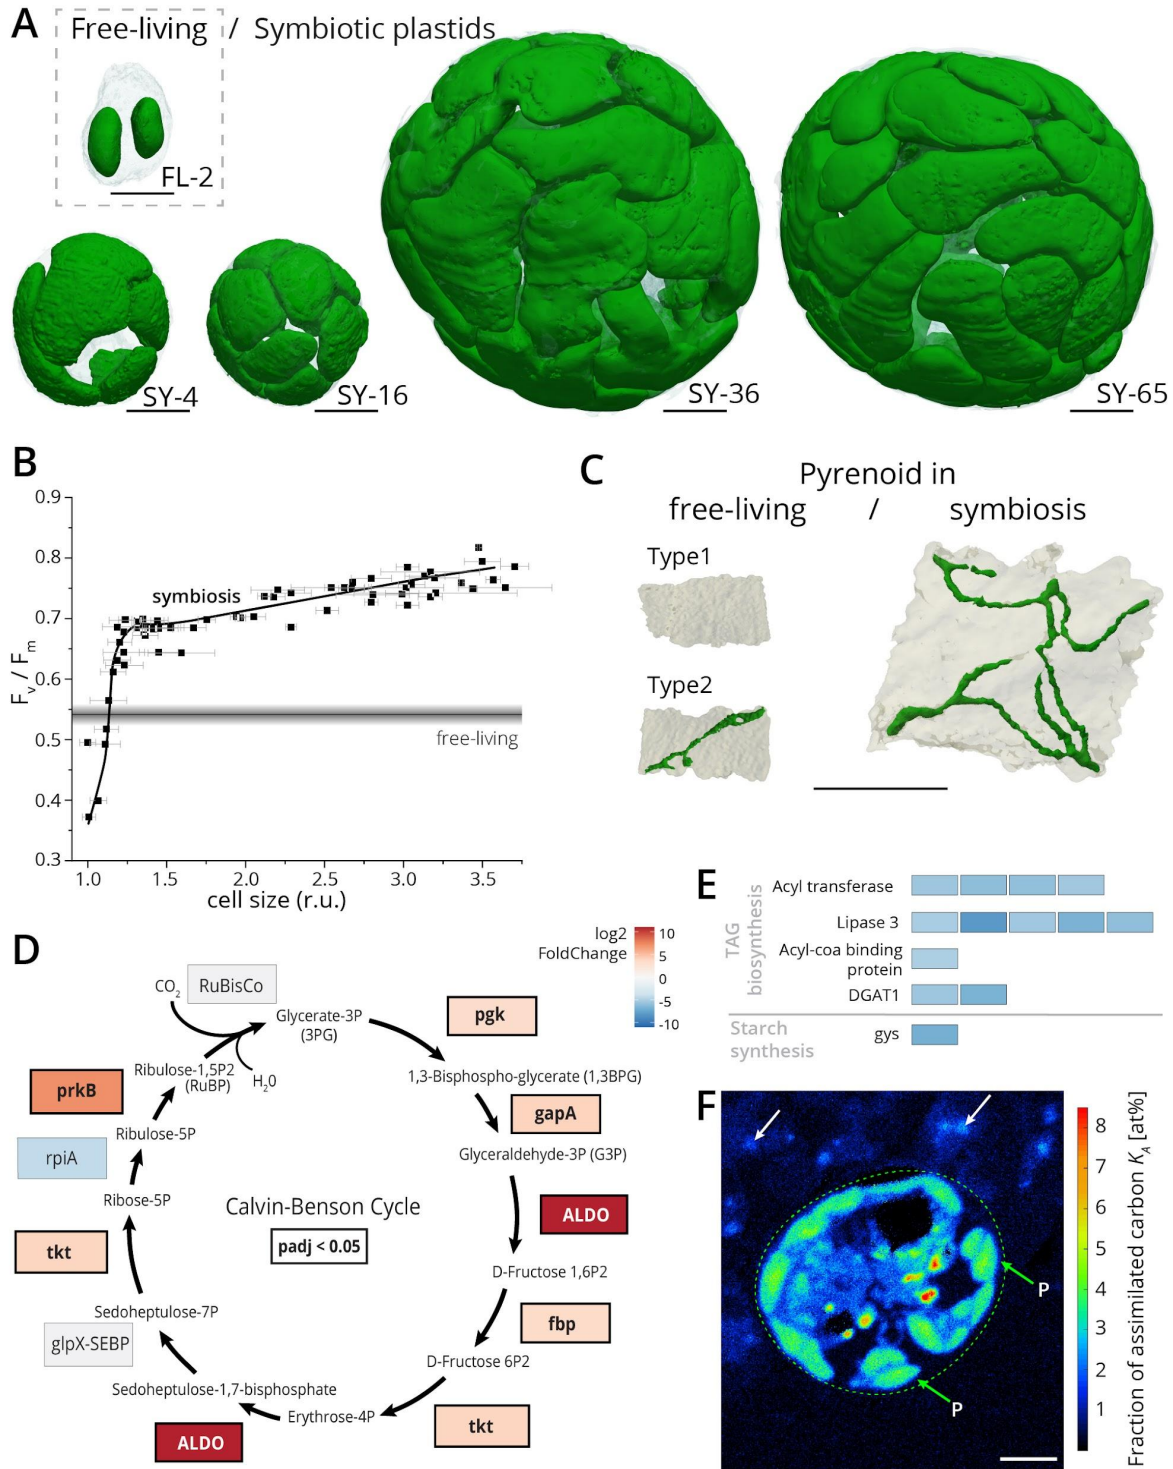 A
Free-living / Symbiotic plastids
FL-2
SY-4
SY-16
SY-36
SY-65
B
0.9
0.8
0.7
0.6
0.5
0.4
0.3
Fv / Fm
symbiosis
free-living
1.0
1.5
2.0
2.5
3.0
3.5
cell size (r.u.)
C
Pyrenoid in
free-living / symbiosis
Type1
Type2
D
log2
FoldChange
10
5
0
-5
-10
CO2
RuBisCo
Glycerate-3P
(3PG)
pgk
H20
Ribulose-1,5P2
(RuBP)
1,3-Bisphospho-glycerate (1,3BPG)
prkB
gapA
Ribulose-5P
Glyceraldehyde-3P (G3P)
rpiA
Ribose-5P
Calvin-Benson Cycle
padj < 0.05
ALDO
tkt
D-Fructose 1,6P2
Sedoheptulose-7P
fbp
glpX-SEBP
D-Fructose 6P2
Sedoheptulose-1,7-bisphosphate
Erythrose-4P
ALDO
tkt
E
TAG
biosynthesis
Acyl transferase
Lipase 3
Acyl-coa binding
protein
DGAT1
Starch
synthesis
gys
F
P
P
8
7
6
5
4
3
2
1
Fraction of assimilated carbon KA [at%]